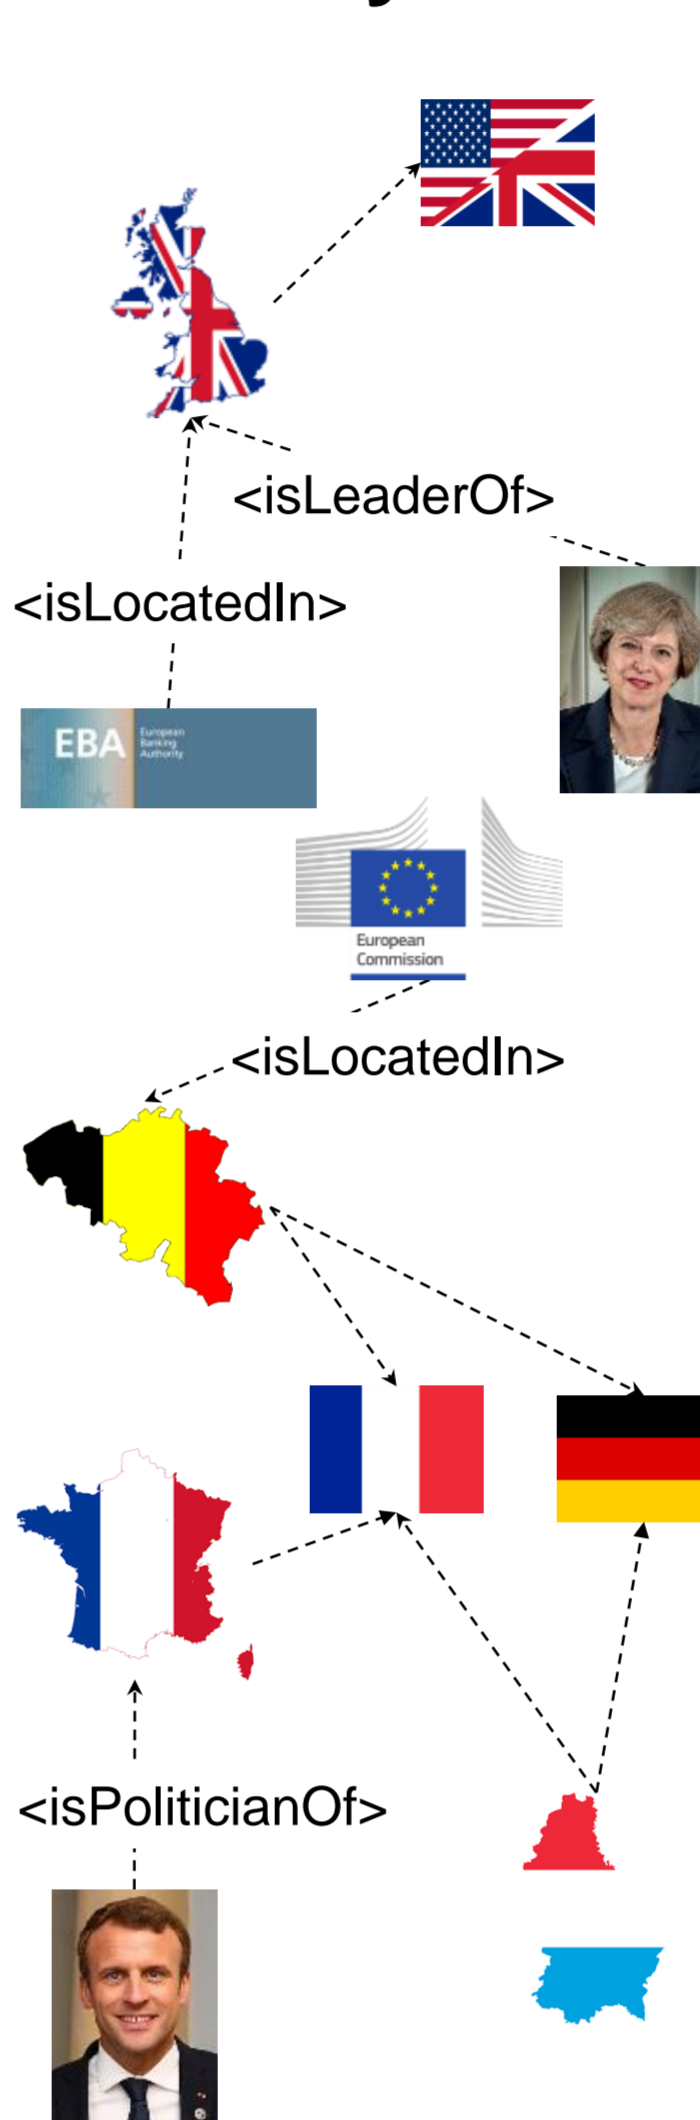 <isLeaderOf>
<isLocatedIn>
EBA
European
Banking
Authority
European
Commission
<isLocatedIn>
<isPoliticianOf>